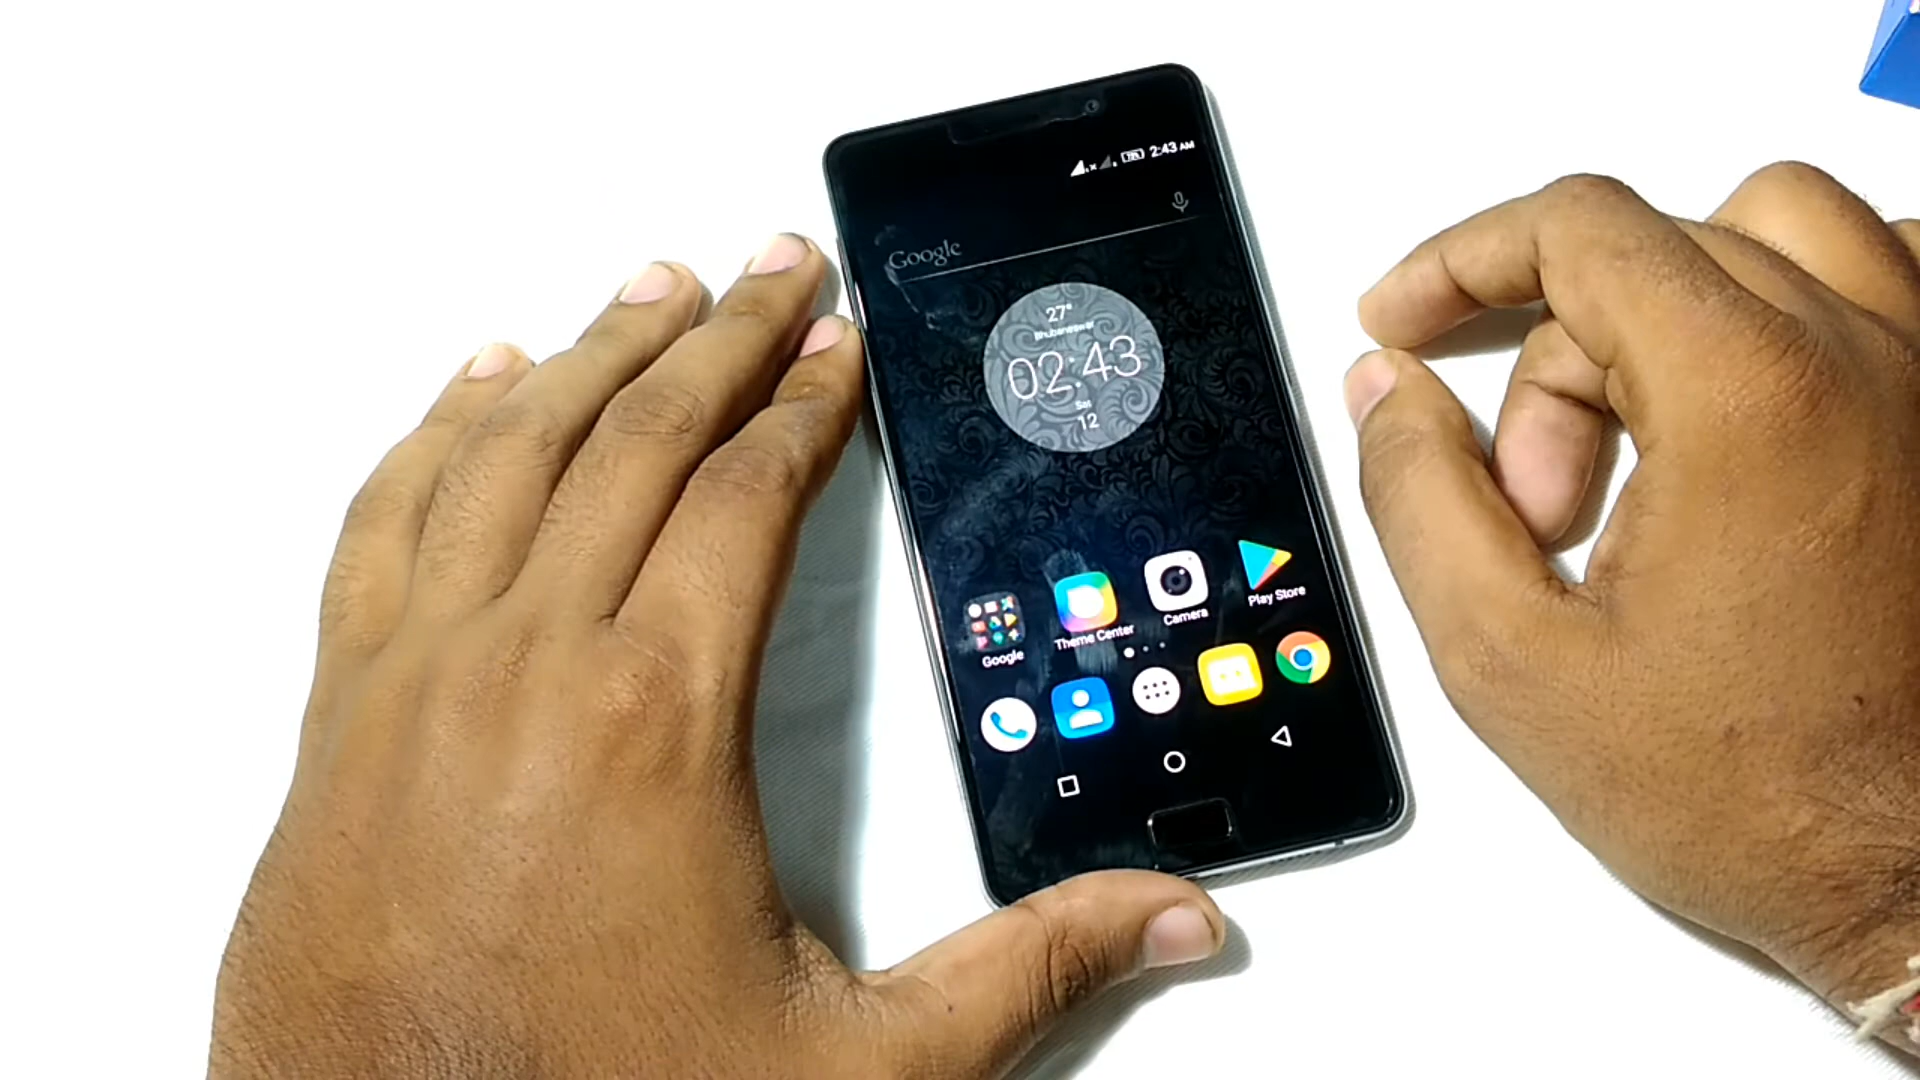 2:43 AM
Google
27°
Bhubaneswar
02:43
Sat
12
Google
Theme Center
Camera
Play Store